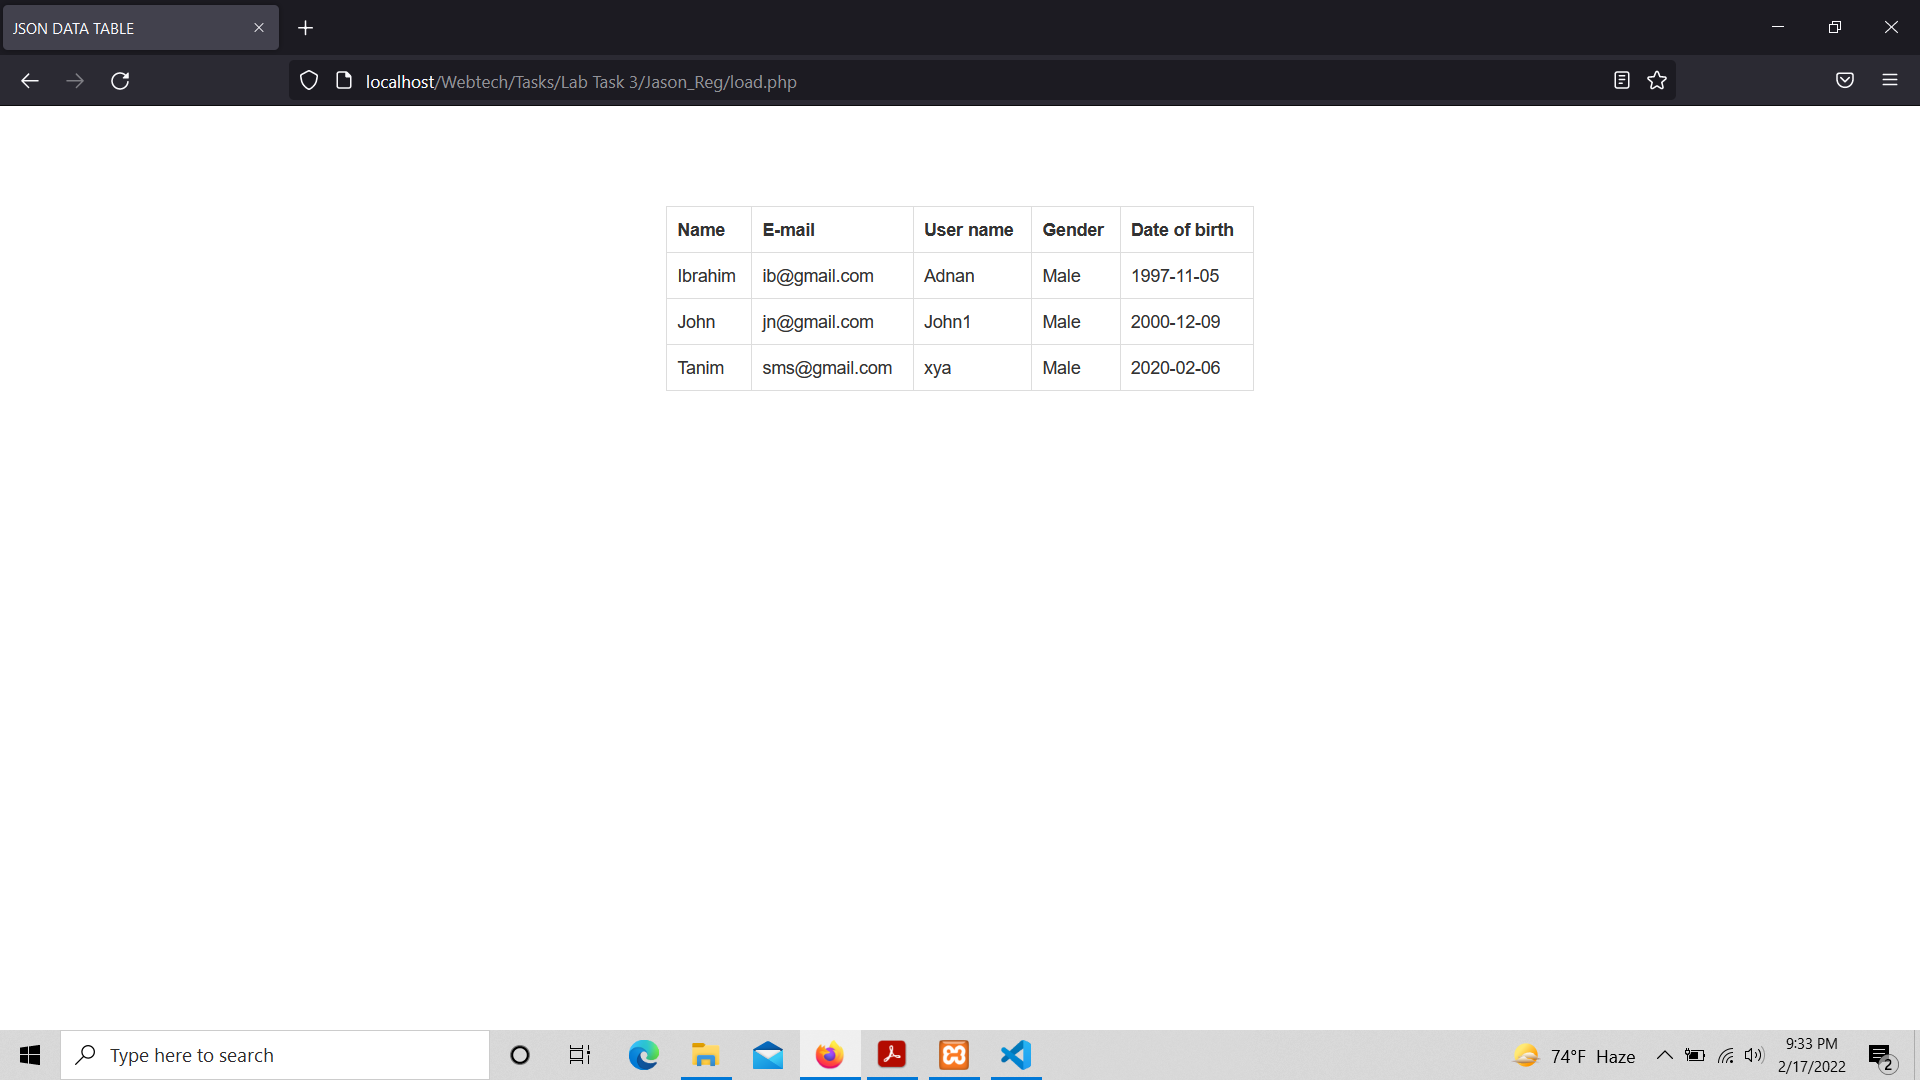 JSON DATA TABLE
localhost/Webtech/Tasks/Lab Task 3/Jason_Reg/load.php
Name E-mail User name Gender Date of birth
Ibrahim ib@gmail.com Adnan Male 1997-11-05
John jn@gmail.com John1 Male 2000-12-09
Tanim sms@gmail.com xya Male 2020-02-06
Type here to search
74°F Haze
9:33 PM
2/17/2022
2